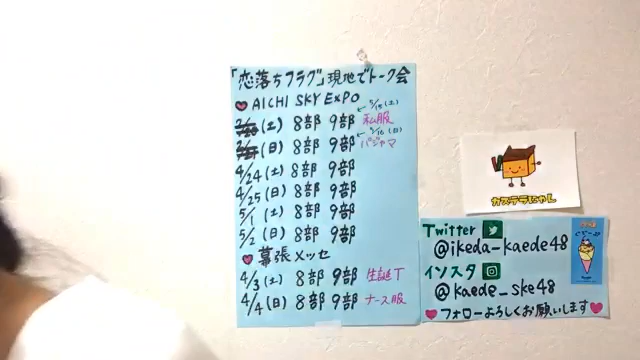 「恋落ちフラグ」現地でトーク会
AICHI SKY EXPO
5/15(土)
(土) 8部 9部 私服
5/16(日)
(日) 8部 9部 パジャマ
4/24(土) 8部 9部
4/25(日) 8部 9部
5/1(土) 8部 9部
5/2(日) 8部 9部
幕張メッセ
4/3(土) 8部 9部 生誕T
4/4(日) 8部 9部 ナース服
カステラにゃん
Twitter
@ikeda_kaede48
インスタ
@kaede_ske48
フォローよろしくお願いします